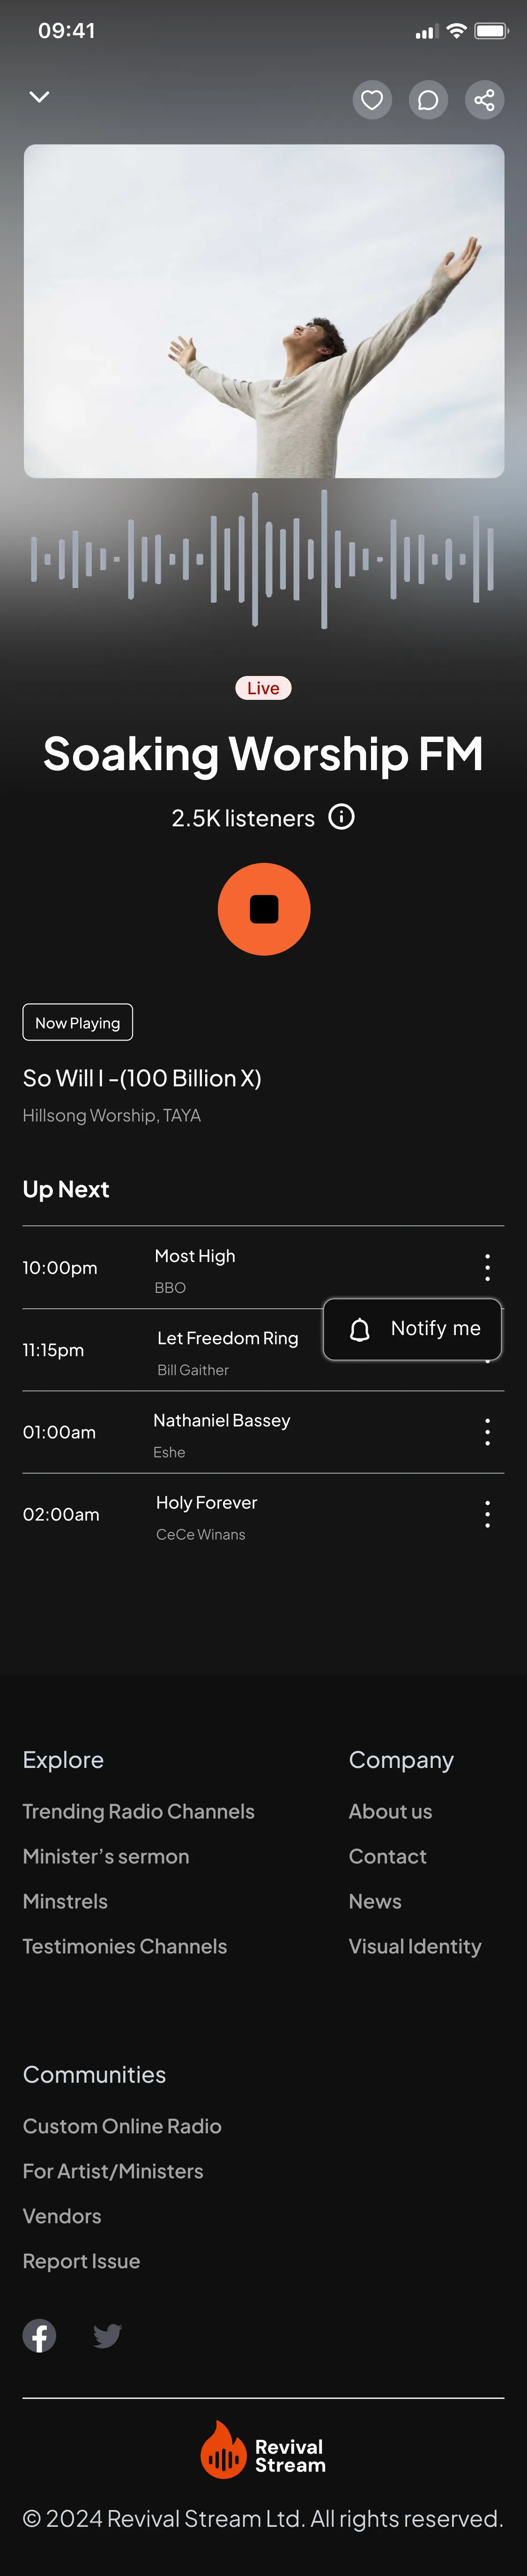 09:41
Live
Soaking Worship FM
2.5K listeners
Now Playing
So Will I -(100 Billion X)
Hillsong Worship, TAYA
Up Next
10:00pm
Most High
BBO
Notify me
11:15pm
Let Freedom Ring
Bill Gaither
01:00am
Nathaniel Bassey
Eshe
02:00am
Holy Forever
CeCe Winans
Explore
Trending Radio Channels
Minister’s sermon
Minstrels
Testimonies Channels
Company
About us
Contact
News
Visual Identity
Communities
Custom Online Radio
For Artist/Ministers
Vendors
Report Issue
Revival
Stream
© 2024 Revival Stream Ltd. All rights reserved.